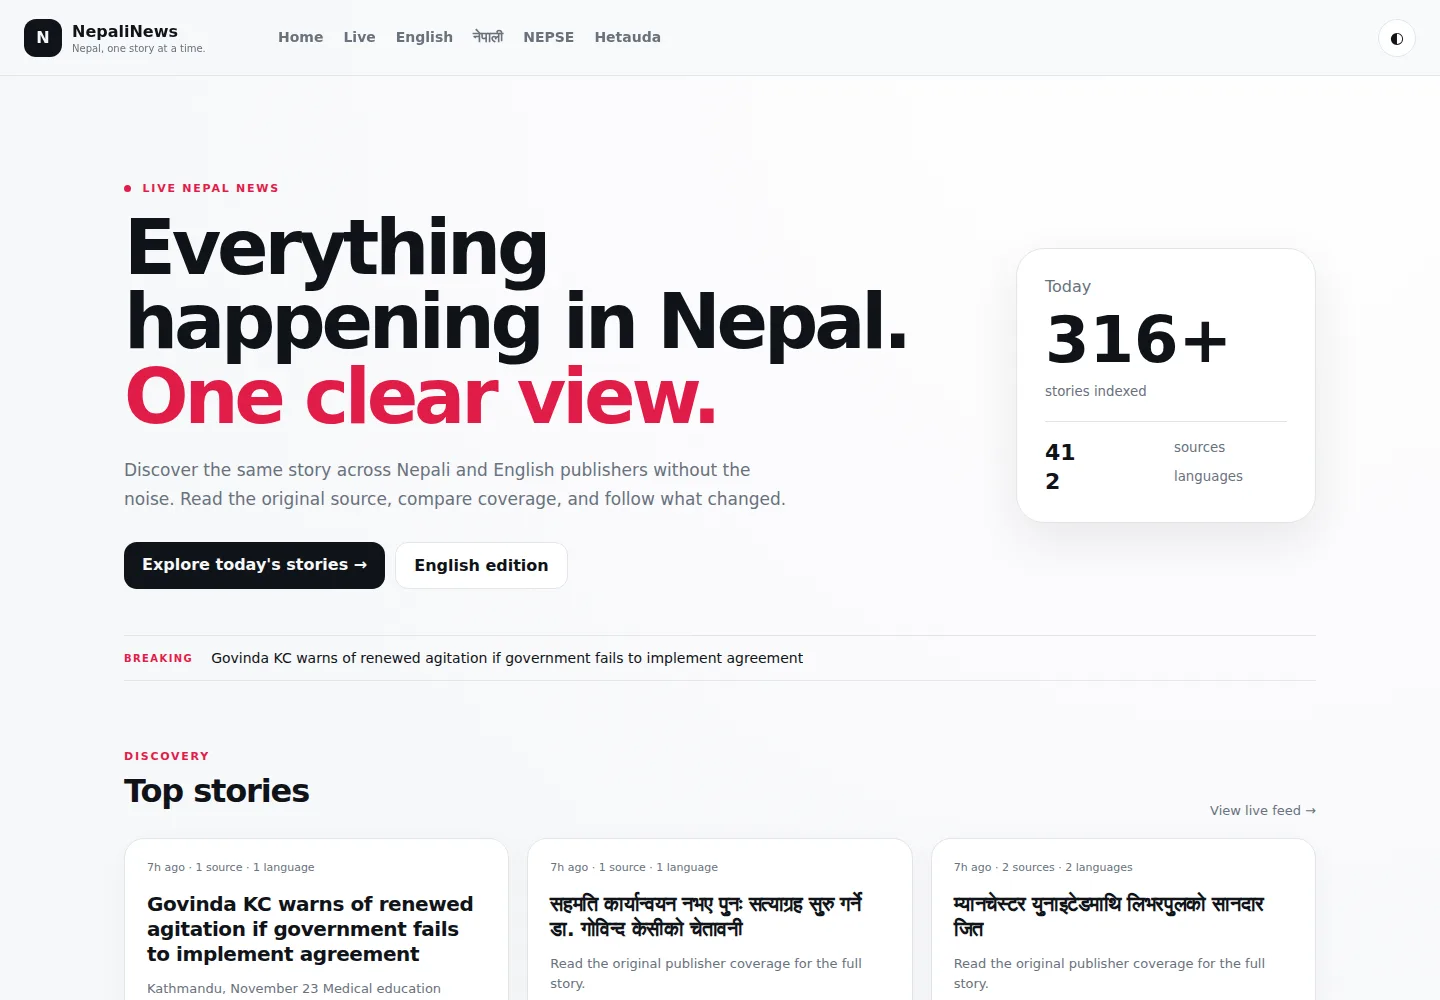 N
NepaliNews
Nepal, one story at a time.
Home Live English नेपाली NEPSE Hetauda
LIVE NEPAL NEWS
Everything
happening in Nepal.
One clear view.
Discover the same story across Nepali and English publishers without the
noise. Read the original source, compare coverage, and follow what changed.
Explore today's stories →
English edition
Today
316+
stories indexed
41 sources
2 languages
BREAKING Govinda KC warns of renewed agitation if government fails to implement agreement
DISCOVERY
Top stories
View live feed →
7h ago · 1 source · 1 language
Govinda KC warns of renewed
agitation if government fails
to implement agreement
Kathmandu, November 23 Medical education
7h ago · 1 source · 1 language
सहमति कार्यान्वयन नभए पुनः सत्याग्रह सुरु गर्ने
डा. गोविन्द केसीको चेतावनी
Read the original publisher coverage for the full
story.
7h ago · 2 sources · 2 languages
म्यानचेस्टर युनाइटेडमाथि लिभरपुलको सानदार
जित
Read the original publisher coverage for the full
story.